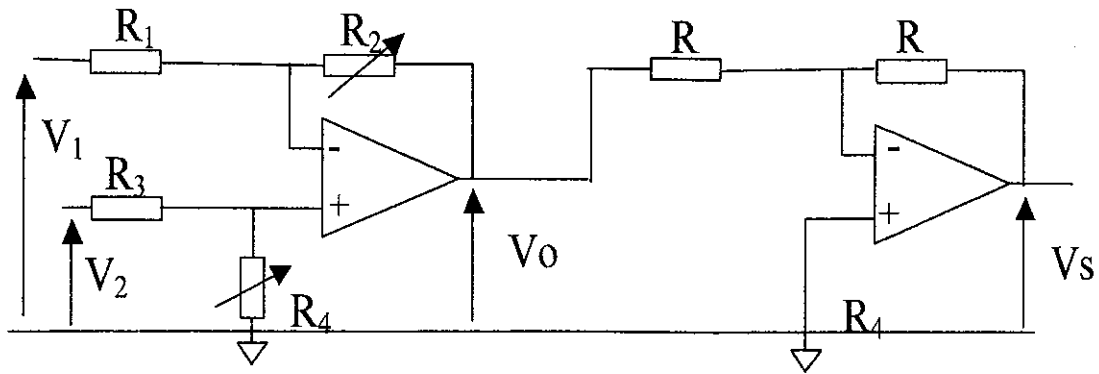 R₁ R₂ R R
V₁
R₃
- -
+ +
V₂ Vo Vs
R₄ R₄